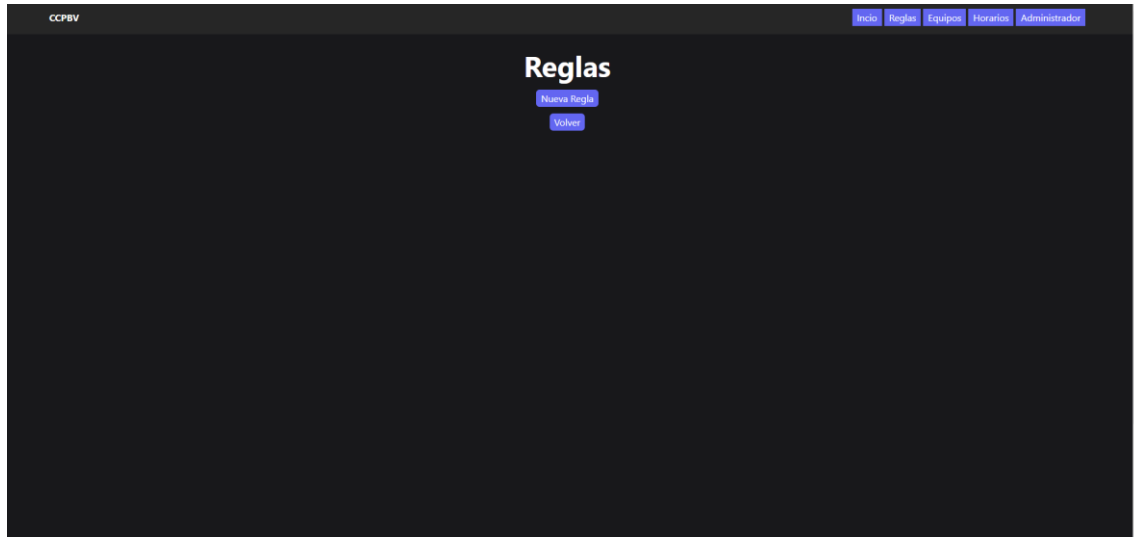 CCPBV Incio Reglas Equipos Horarios Administrador
Reglas
Nueva Regla
Volver